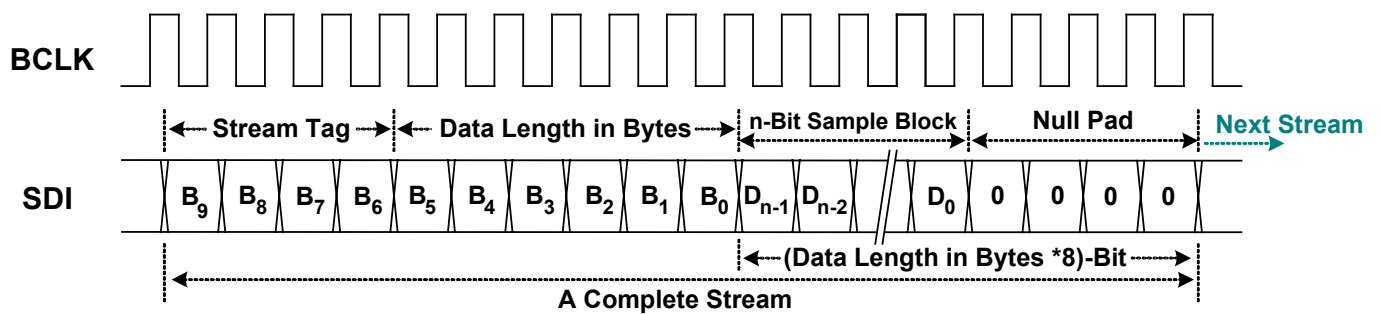 BCLK
Stream Tag Data Length in Bytes n-Bit Sample Block Null Pad Next Stream
SDI B9 B8 B7 B6 B5 B4 B3 B2 B1 B0 Dn-1 Dn-2 D0 0 0 0 0
(Data Length in Bytes *8)-Bit
A Complete Stream